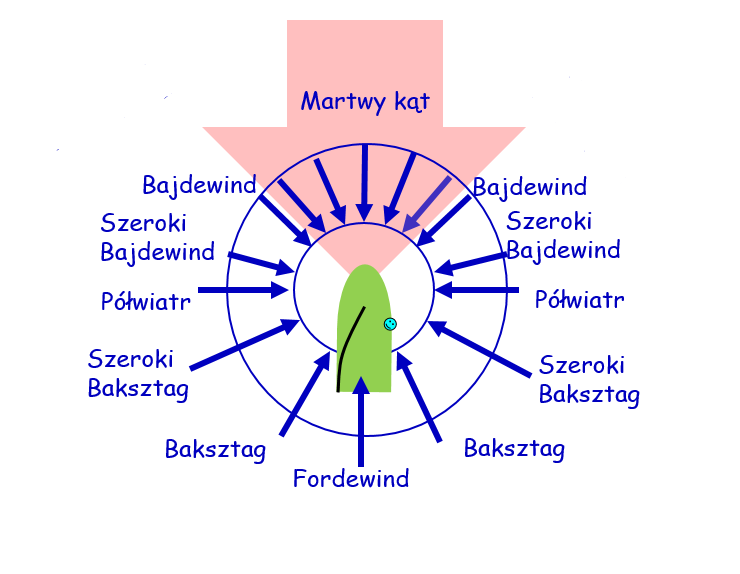 Martwy kąt
Bajdewind
Bajdewind
Szeroki
Bajdewind
Szeroki
Bajdewind
Półwiatr
Półwiatr
Szeroki
Baksztag
Szeroki
Baksztag
Baksztag
Baksztag
Fordewind